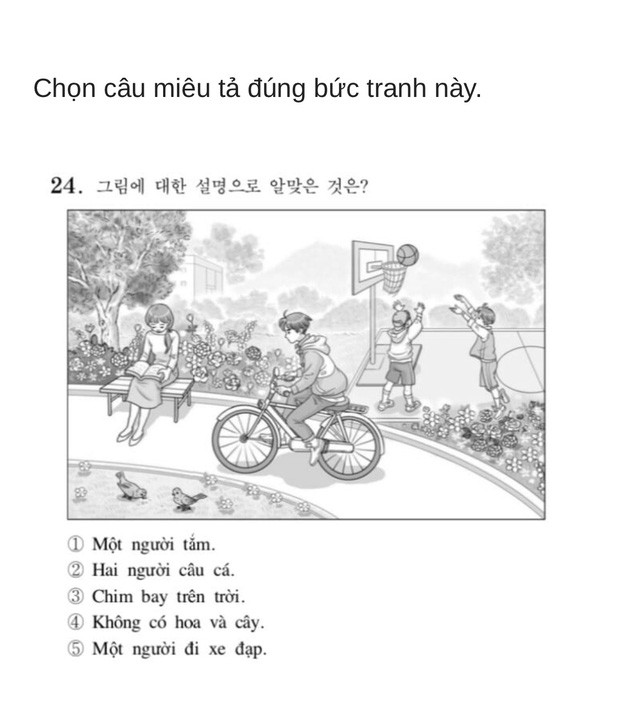 Chọn câu miêu tả đúng bức tranh này.
24. 그림에 대한 설명으로 알맞은 것은?
① Một người tắm.
② Hai người câu cá.
③ Chim bay trên trời.
④ Không có hoa và cây.
⑤ Một người đi xe đạp.